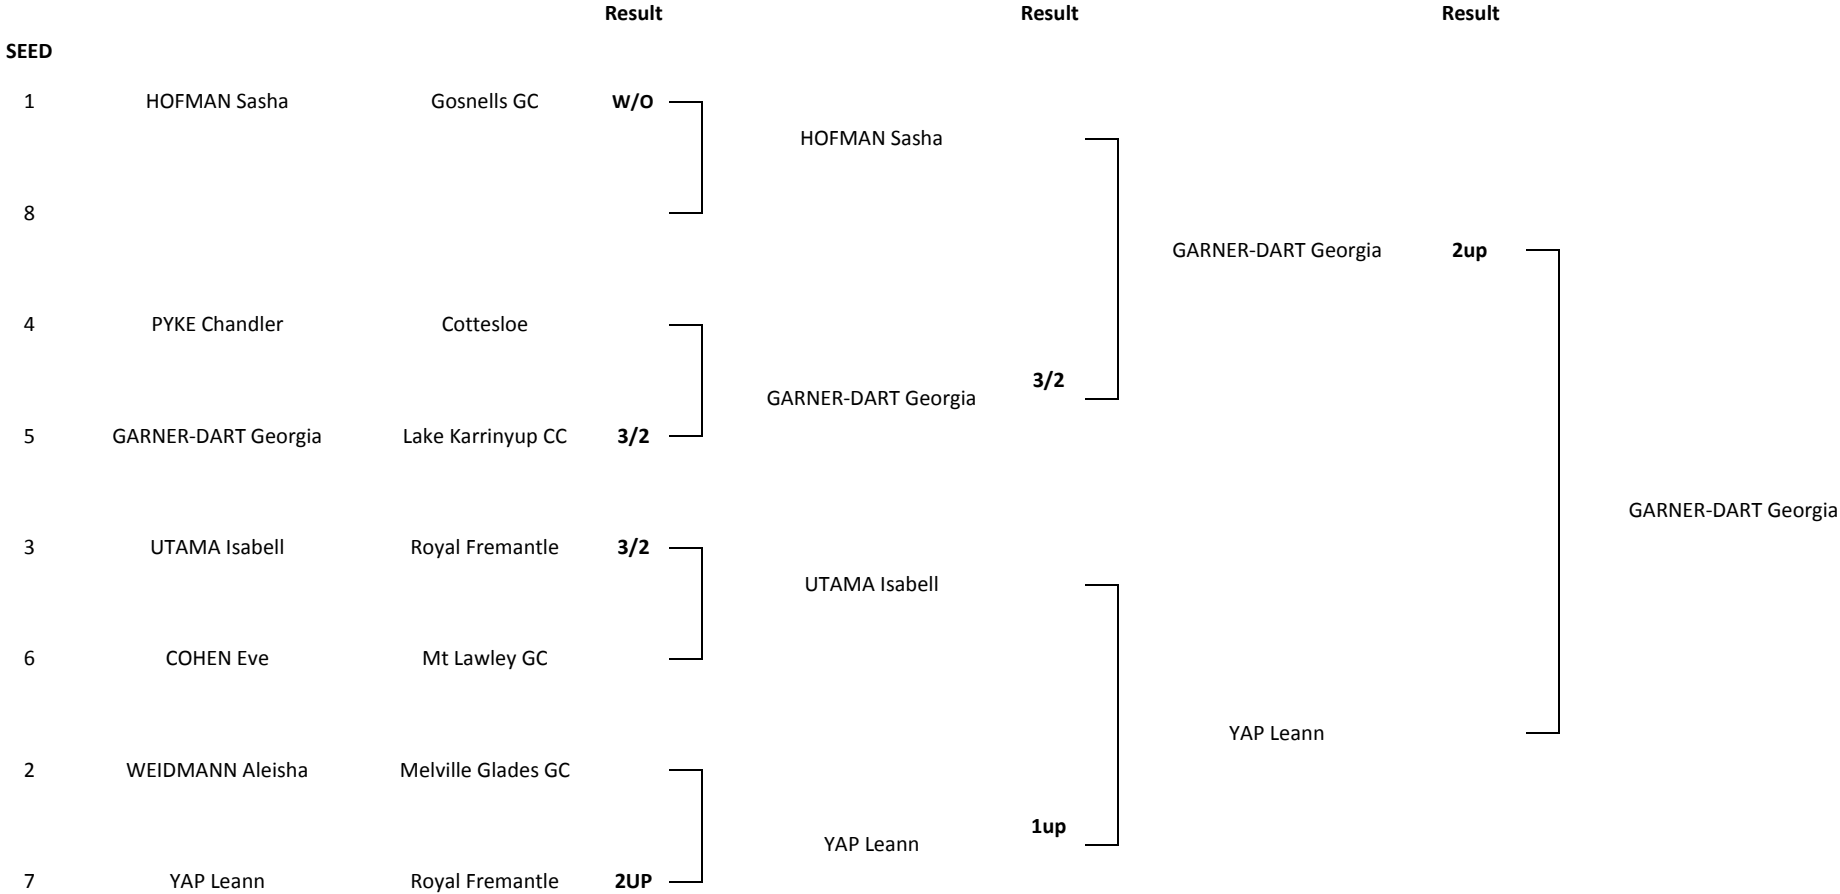 Result Result Result
SEED
1 HOFMAN Sasha Gosnells GC W/O
HOFMAN Sasha
8
GARNER-DART Georgia 2up
4 PYKE Chandler Cottesloe
3/2
GARNER-DART Georgia
5 GARNER-DART Georgia Lake Karrinyup CC 3/2
GARNER-DART Georgia
3 UTAMA Isabell Royal Fremantle 3/2
UTAMA Isabell
6 COHEN Eve Mt Lawley GC
YAP Leann
2 WEIDMANN Aleisha Melville Glades GC
1up
YAP Leann
7 YAP Leann Royal Fremantle 2UP